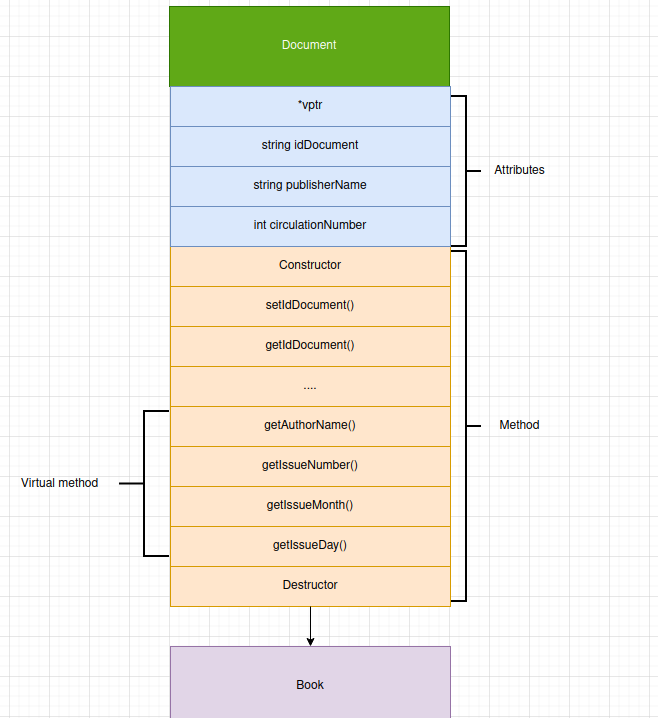 Document
*vptr
string idDocument
string publisherName
int circulationNumber
Attributes
Constructor
setIdDocument()
getIdDocument()
....
getAuthorName()
getIssueNumber()
getIssueMonth()
getIssueDay()
Destructor
Method
Virtual method
Book